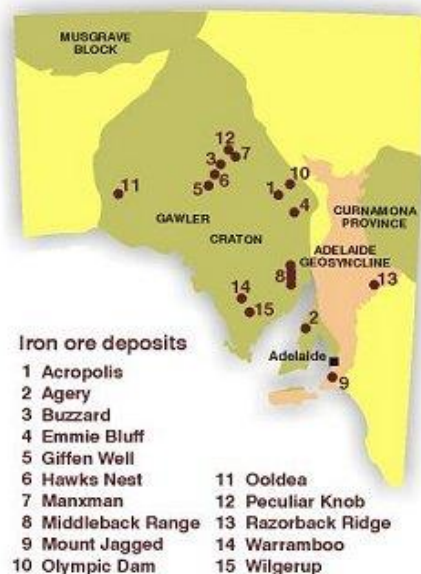 MUSGRAVE
BLOCK
12
3
7
6
5
11
10
1
4
GAWLER
CRATON
CURNAMONA
PROVINCE
ADELAIDE
GEOSYNCLINE
8
13
14
15
2
Adelaide
9
Iron ore deposits
1 Acropolis
2 Agery
3 Buzzard
4 Emmie Bluff
5 Giffen Well
6 Hawks Nest
7 Manxman
8 Middleback Range
9 Mount Jagged
10 Olympic Dam
11 Ooldea
12 Peculiar Knob
13 Razorback Ridge
14 Warramboo
15 Wilgerup